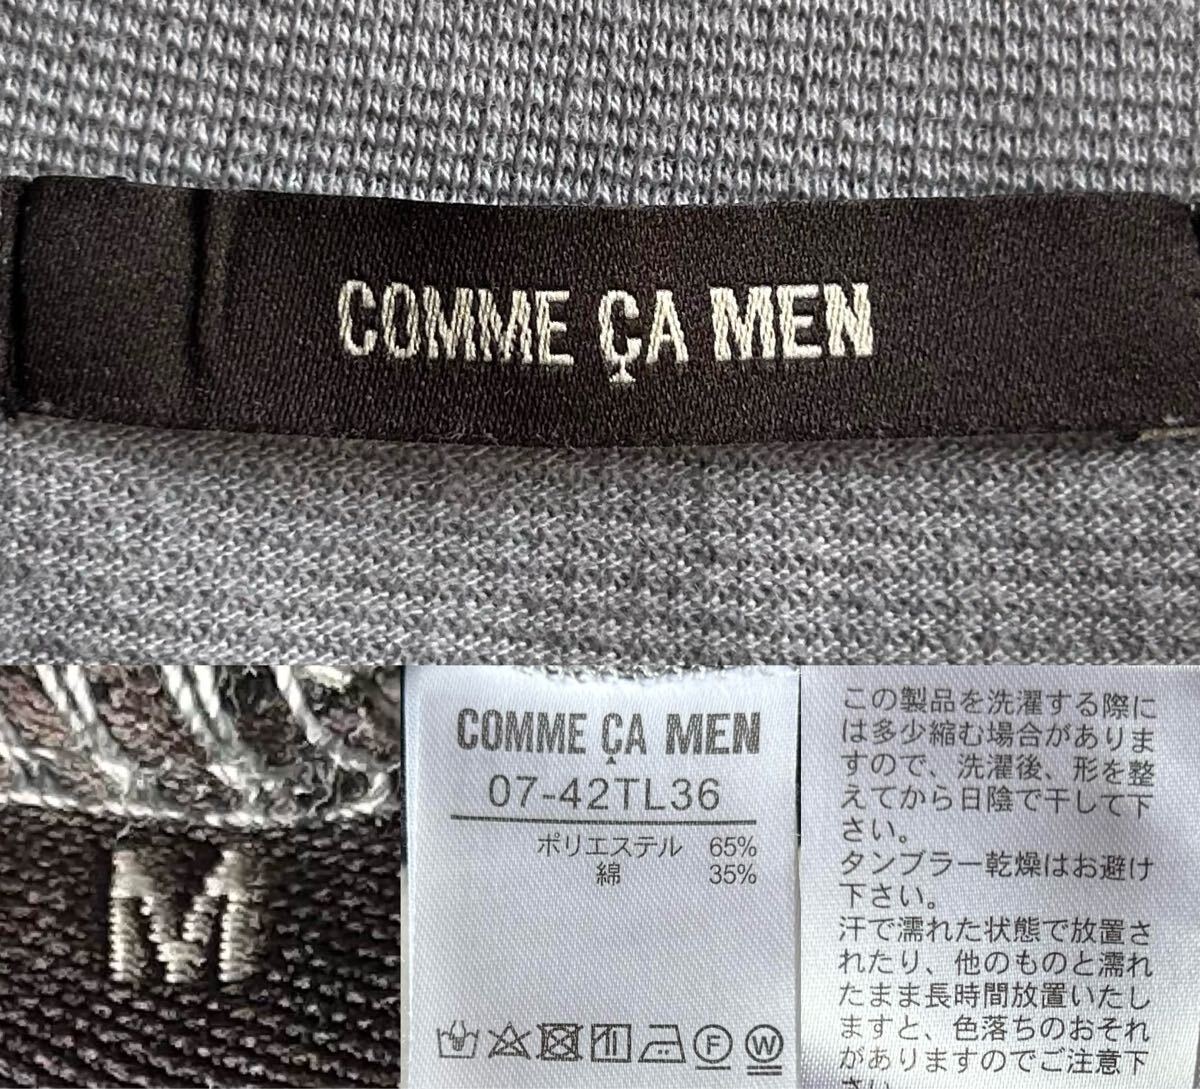 COMME ÇA MEN
M
COMME ÇA MEN
07-42TL36
ポリエステル 65%
綿 35%
F W
この製品を洗濯する際に
は多少縮む場合がありま
すので、洗濯後、形を整
えてから日陰で干して下
さい。
タンブラー乾燥はお避け
下さい。
汗で濡れた状態で放置さ
れたり、他のものと濡れ
たまま長時間放置いたし
ますと、色落ちのおそれ
がありますのでご注意下
さい